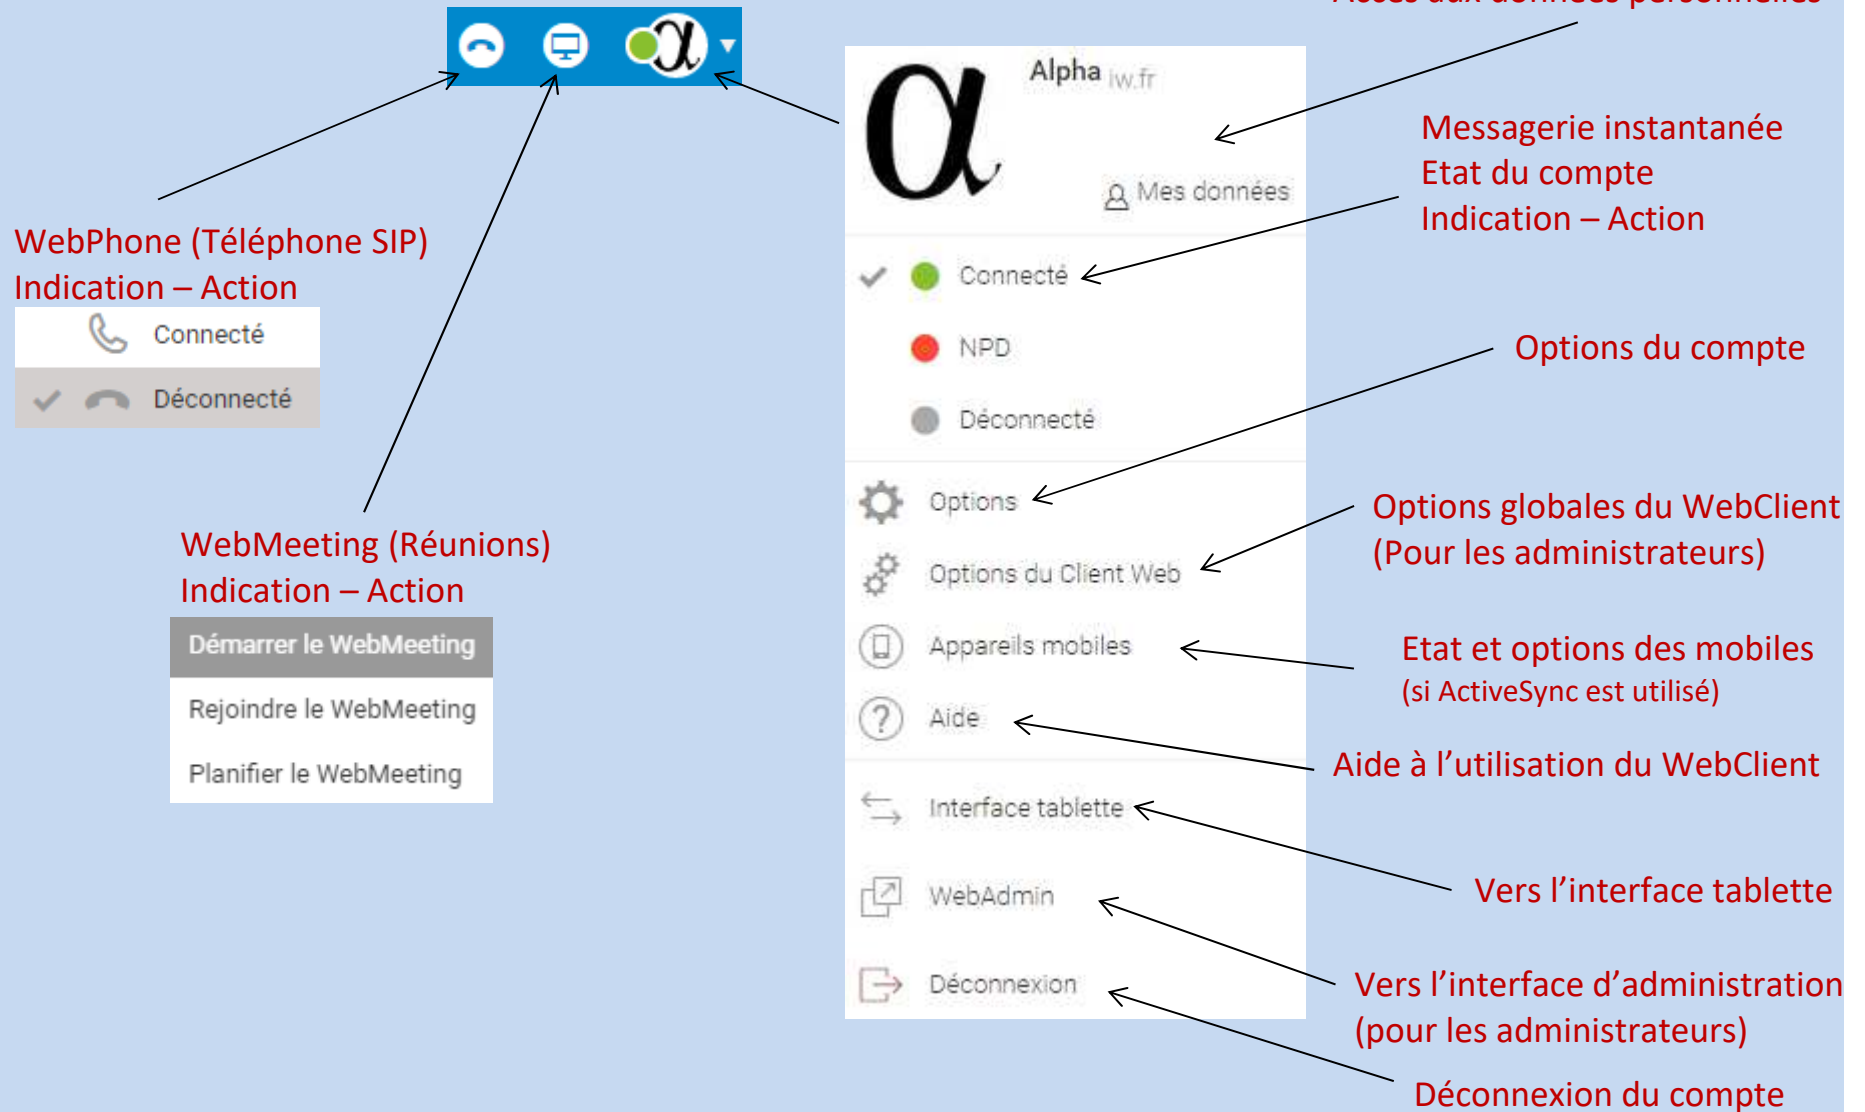 Accès aux données personnelles
Alpha iw.fr
Mes données
Messagerie instantanée
Etat du compte
Indication – Action
WebPhone (Téléphone SIP)
Indication – Action
Connecté
Déconnecté
WebMeeting (Réunions)
Indication – Action
Démarrer le WebMeeting
Rejoindre le WebMeeting
Planifier le WebMeeting
Connecté
NPD
Déconnecté
Options du compte
Options
Options globales du WebClient
(Pour les administrateurs)
Options du Client Web
Appareils mobiles
Etat et options des mobiles
(si ActiveSync est utilisé)
Aide
Aide à l’utilisation du WebClient
Interface tablette
Vers l’interface tablette
WebAdmin
Vers l’interface d’administration
(pour les administrateurs)
Déconnexion
Déconnexion du compte